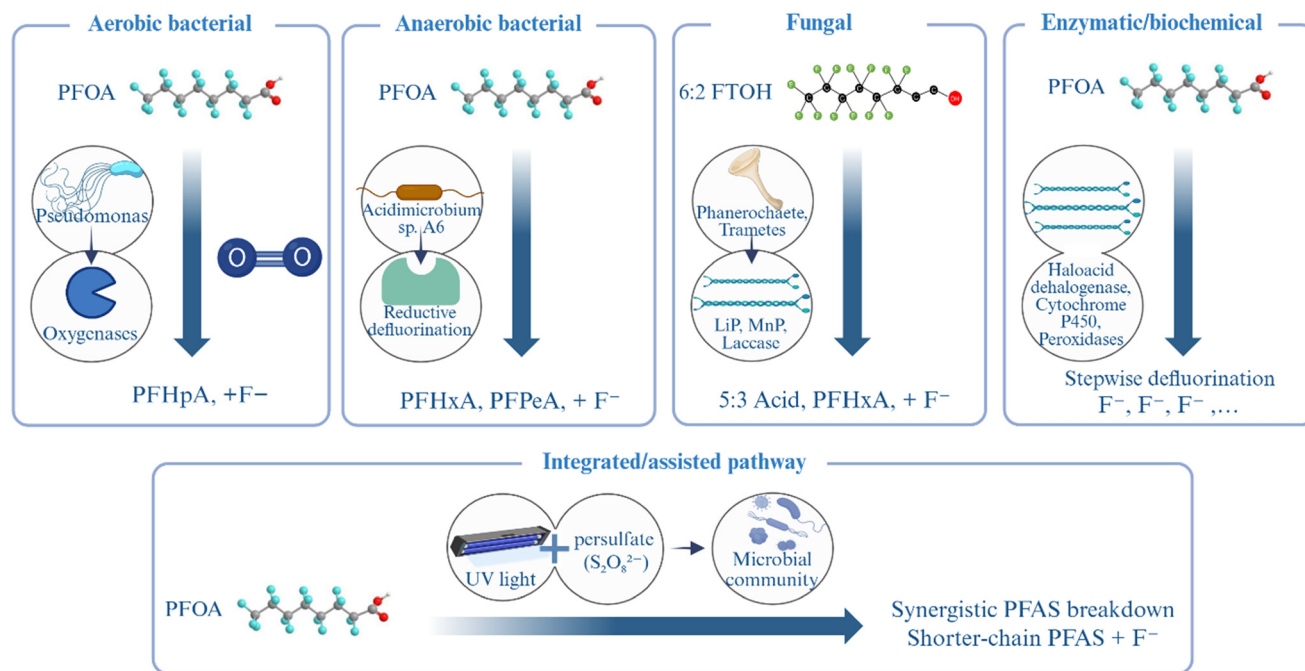 Aerobic bacterial
PFOA
Pseudomonas
Oxygenases
O O
PFHpA, +F−
Anaerobic bacterial
PFOA
Acidimicrobium
sp. A6
Reductive
defluorination
PFHxA, PFPeA, + F⁻
Fungal
6:2 FTOH
F F F F F F
F C C C C C C C C OH
F F F F F F
Phanerochaete,
Trametes
LiP, MnP,
Laccase
5:3 Acid, PFHxA, + F⁻
Enzymatic/biochemical
PFOA
Haloacid
dehalogenase,
Cytochrome
P450,
Peroxidases
Stepwise defluorination
F⁻, F⁻, F⁻ ,...
Integrated/assisted pathway
PFOA
UV light
+
persulfate
(S₂O₈²⁻)
Microbial
community
Synergistic PFAS breakdown
Shorter-chain PFAS + F⁻